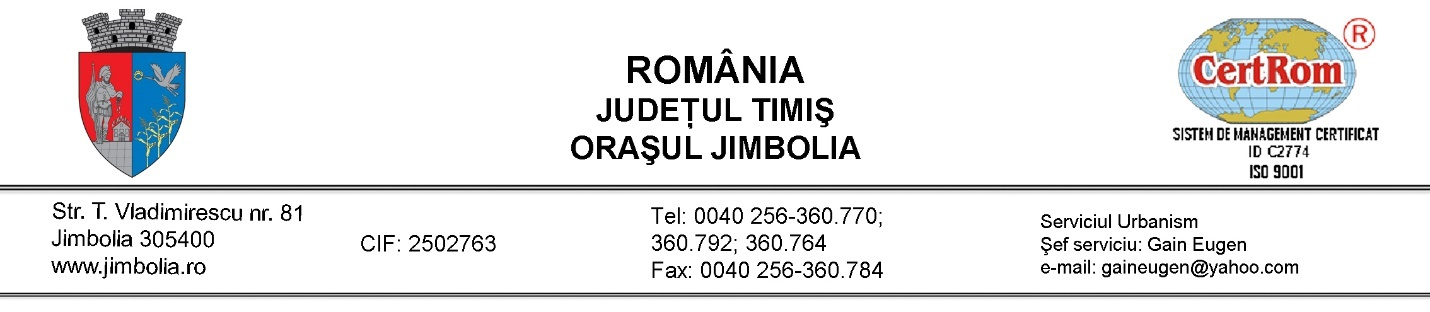 ROMÂNIA
JUDEŢUL TIMIŞ
ORAŞUL JIMBOLIA
CertRom
®
SISTEM DE MANAGEMENT CERTIFICAT
ID C2774
ISO 9001
Str. T. Vladimirescu nr. 81
Jimbolia 305400
www.jimbolia.ro
CIF: 2502763
Tel: 0040 256-360.770;
360.792; 360.764
Fax: 0040 256-360.784
Serviciul Urbanism
Şef serviciu: Gain Eugen
e-mail: gaineugen@yahoo.com